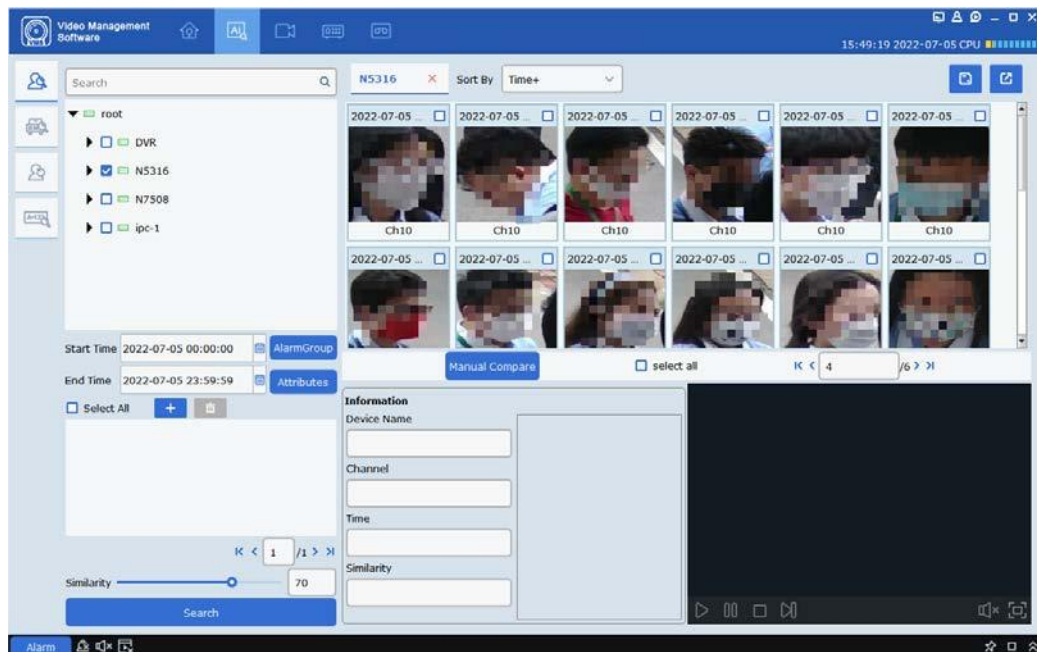 Video Management
Software
15:49:19 2022-07-05 CPU
Search
root
DVR
N5316
N7508
ipc-1
Start Time 2022-07-05 00:00:00 AlarmGroup
End Time 2022-07-05 23:59:59 Attributes
Select All +
1 /1
Similarity 70
Search
N5316 × Sort By Time+
2022-07-05 ... 2022-07-05 ... 2022-07-05 ... 2022-07-05 ... 2022-07-05 ... 2022-07-05 ...
Ch10 Ch10 Ch10 Ch10 Ch10 Ch10
2022-07-05 ... 2022-07-05 ... 2022-07-05 ... 2022-07-05 ... 2022-07-05 ... 2022-07-05 ...
Manual Compare select all 4 /6
Information
Device Name
Channel
Time
Similarity
Alarm